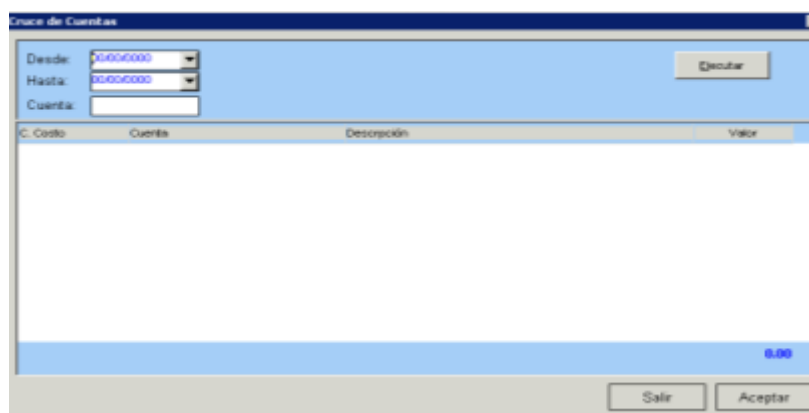 Cruce de Cuentas
Desde: 00/00/0000
Ejecutar
Hasta: 00/00/0000
Cuenta:
C. Costo Cuenta Descripción Valor
0.00
Salir Aceptar